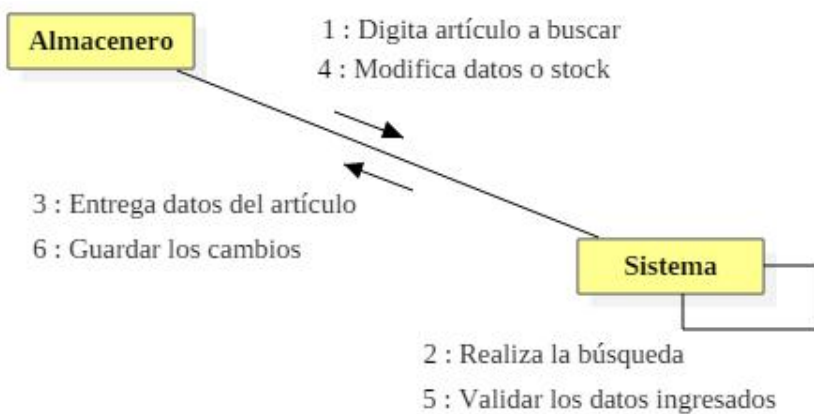 Almacenero
1 : Digita artículo a buscar
4 : Modifica datos o stock
3 : Entrega datos del artículo
6 : Guardar los cambios
Sistema
2 : Realiza la búsqueda
5 : Validar los datos ingresados